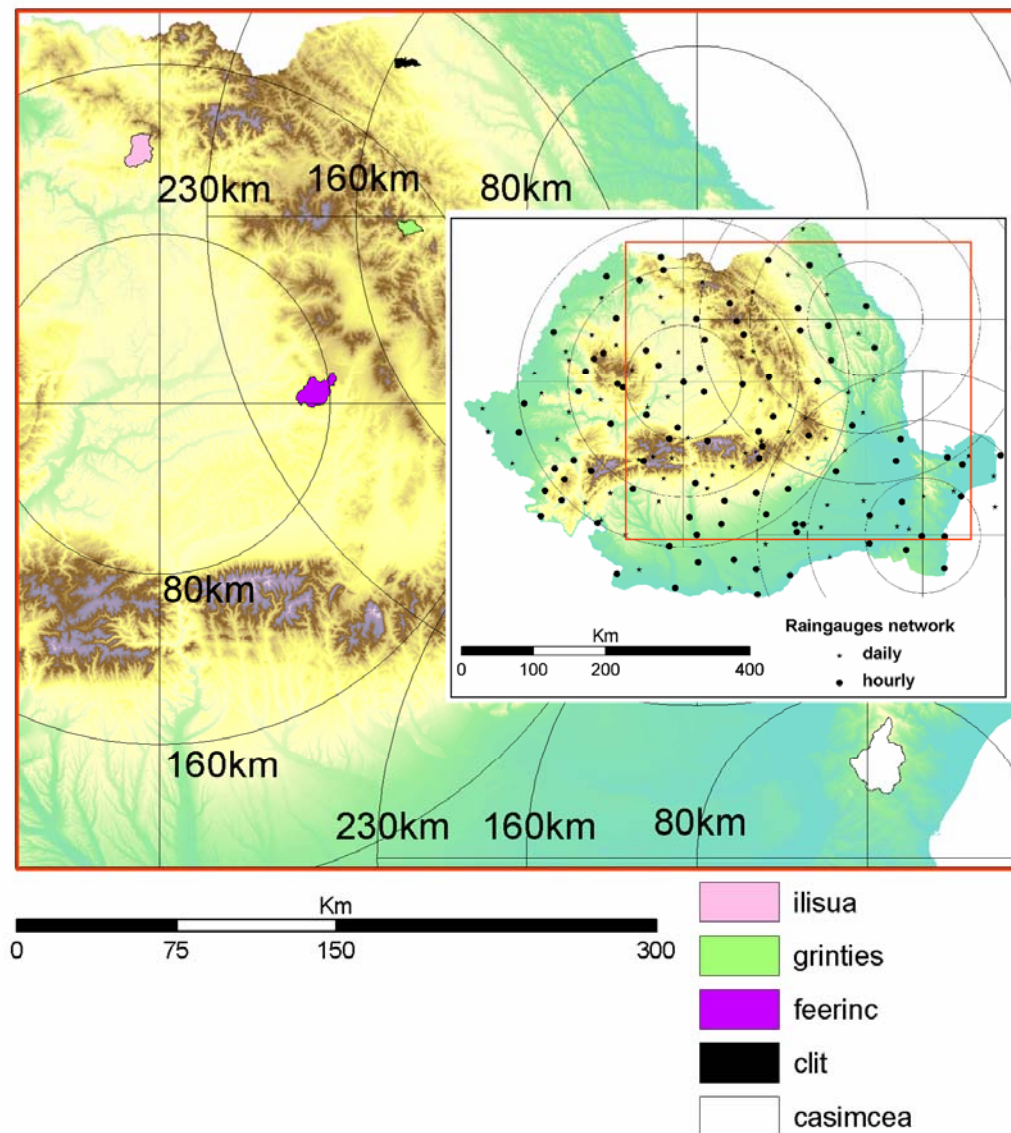 230km
160km
80km
80km
160km
230km
160km
80km
Km
0
100
200
400
Raingauges network
daily
hourly
Km
0
75
150
300
ilisua
grinties
feerinc
clit
casimcea